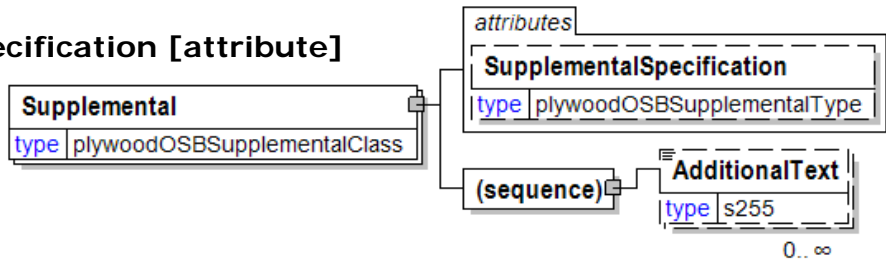 attributes
ecification [attribute]
SupplementalSpecification
type plywoodOSBSupplementalType
Supplemental
type plywoodOSBSupplementalClass
(sequence)
AdditionalText
type s255
0.. ∞